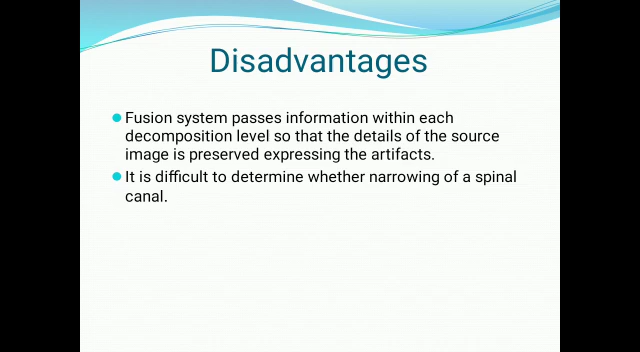 Disadvantages
Fusion system passes information within each
decomposition level so that the details of the source
image is preserved expressing the artifacts.
It is difficult to determine whether narrowing of a spinal
canal.